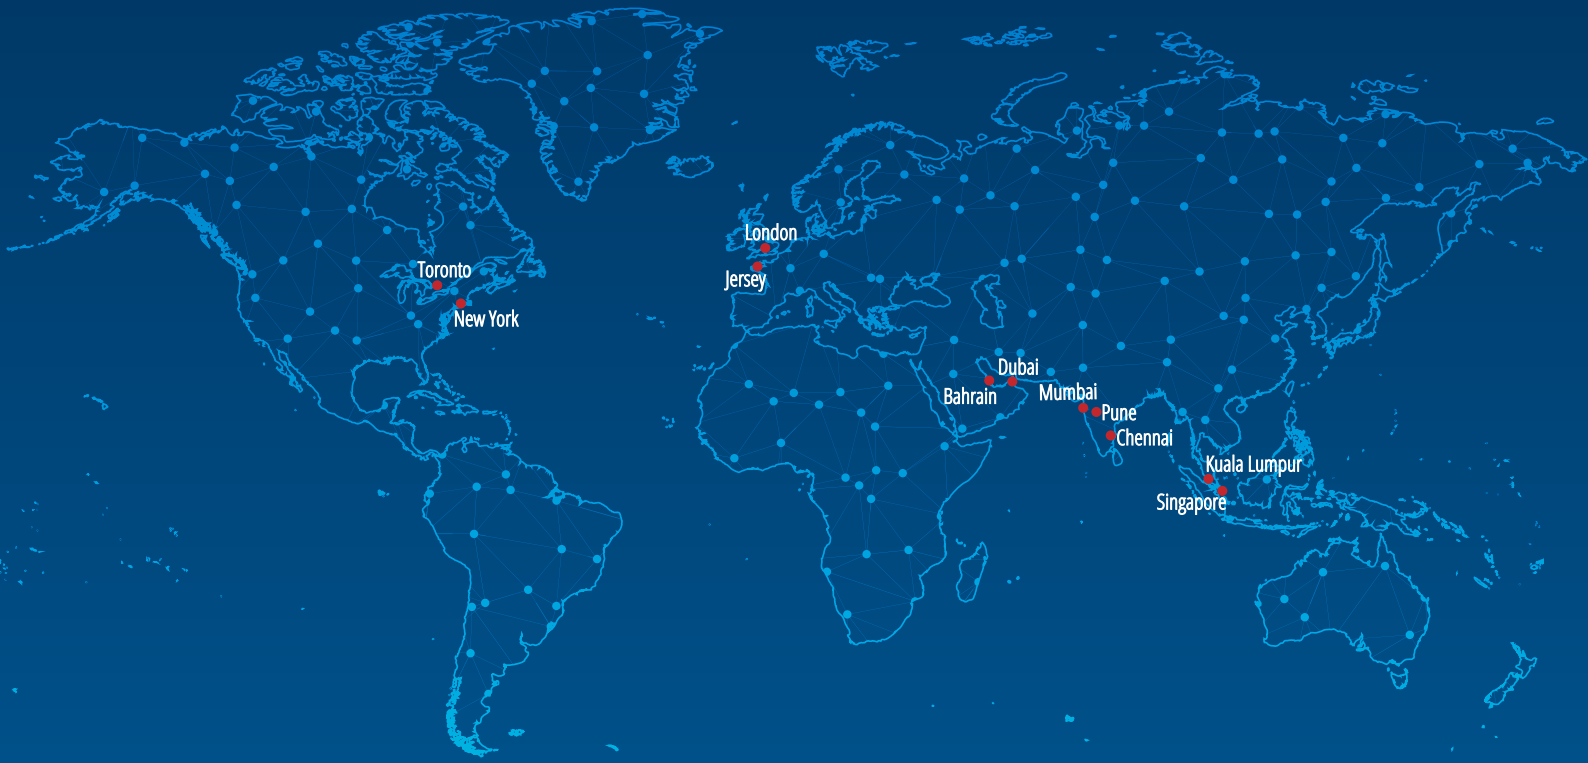 London
Toronto
Jersey
New York
Dubai
Bahrain
Mumbai
Pune
Chennai
Kuala Lumpur
Singapore